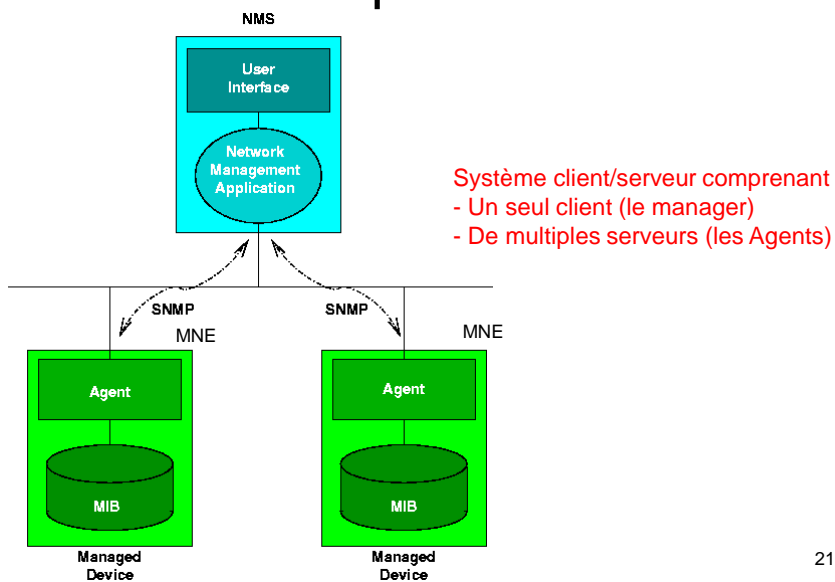 NMS
User
Interface
Network
Management
Application
Système client/serveur comprenant
- Un seul client (le manager)
- De multiples serveurs (les Agents)
SNMP
SNMP
MNE
MNE
Agent
Agent
MIB
MIB
Managed
Device
Managed
Device
21